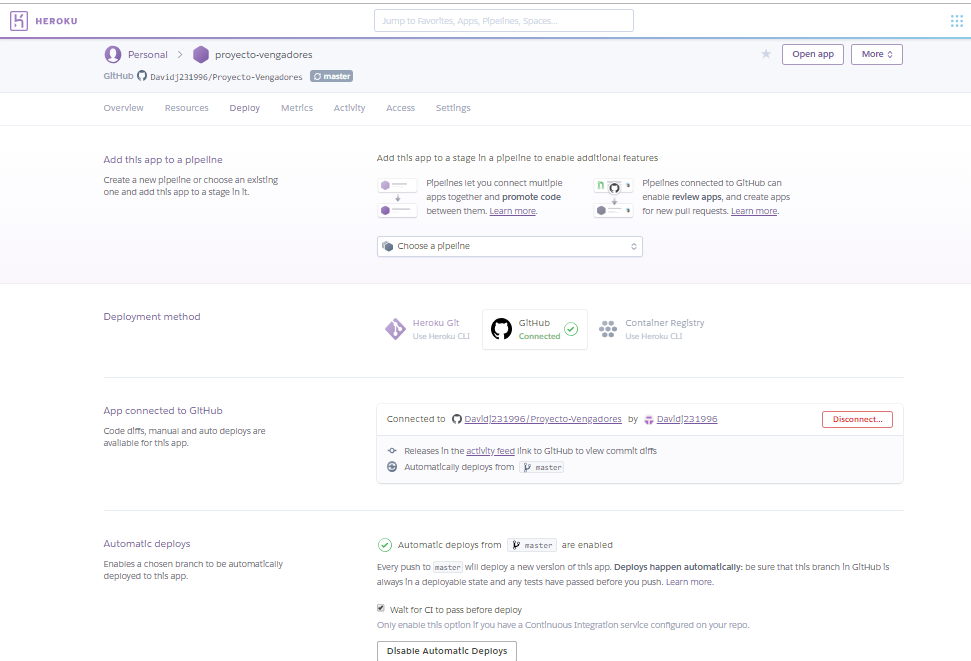 HEROKU
Jump to Favorites, Apps, Pipelines, Spaces...
Personal > proyecto-vengadores
Open app
More
GitHub Davidj231996/Proyecto-Vengadores master
Overview Resources Deploy Metrics Activity Access Settings
Add this app to a pipeline
Create a new pipeline or choose an existing
one and add this app to a stage in it.
Add this app to a stage in a pipeline to enable additional features
Pipelines let you connect multiple
apps together and promote code
between them. Learn more.
Pipelines connected to GitHub can
enable review apps, and create apps
for new pull requests. Learn more.
Choose a pipeline
Deployment method
Heroku Git
Use Heroku CLI
GitHub
Connected
Container Registry
Use Heroku CLI
App connected to GitHub
Code diffs, manual and auto deploys are
available for this app.
Connected to Davidj231996/Proyecto-Vengadores by Davidj231996
Disconnect...
Releases in the activity feed link to GitHub to view commit diffs
Automatically deploys from master
Automatic deploys
Enables a chosen branch to be automatically
deployed to this app.
Automatic deploys from master are enabled
Every push to master will deploy a new version of this app. Deploys happen automatically: be sure that this branch in GitHub is
always in a deployable state and any tests have passed before you push. Learn more.
Wait for CI to pass before deploy
Only enable this option if you have a Continuous Integration service configured on your repo.
Disable Automatic Deploys